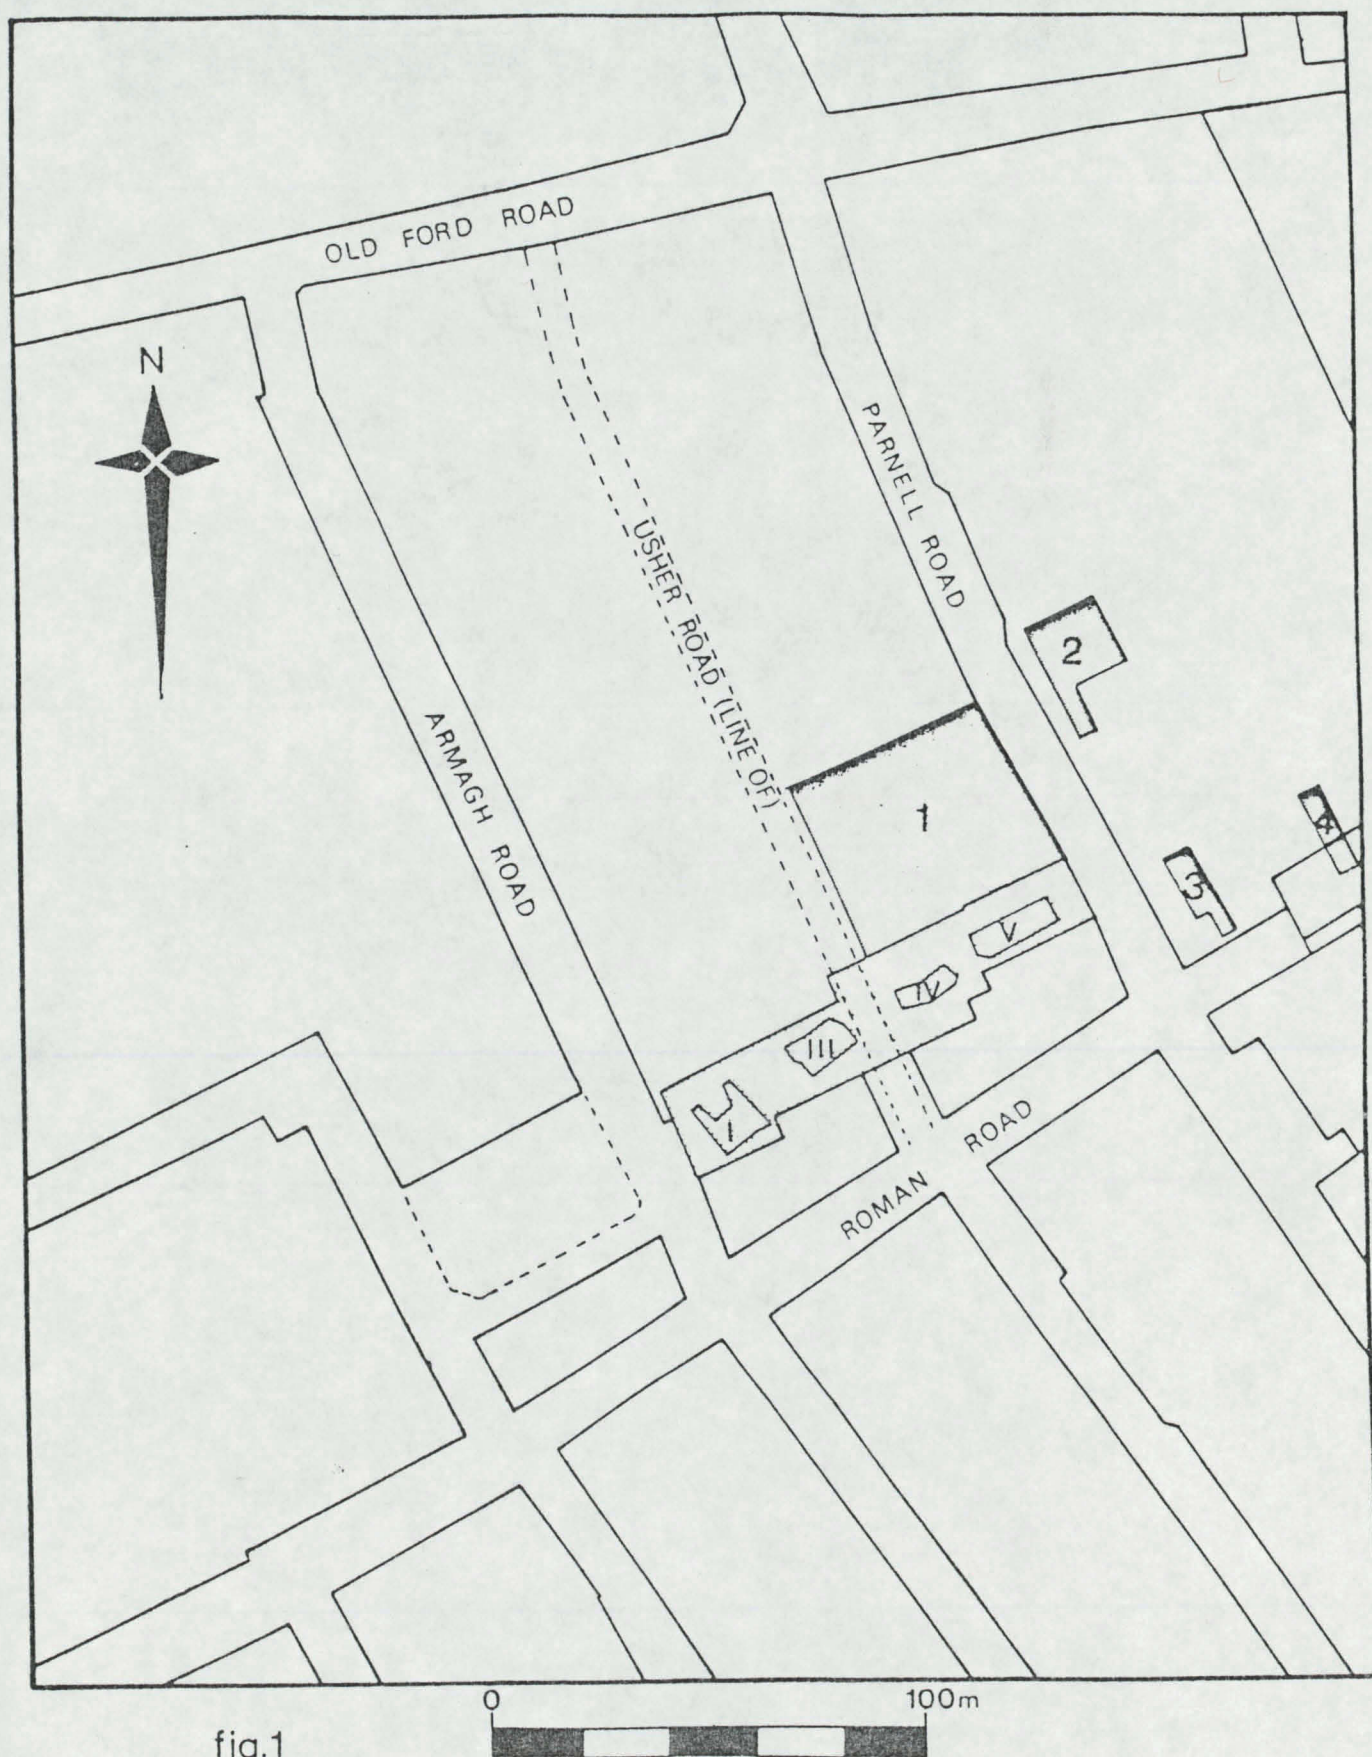 OLD FORD ROAD
N
PARNELL ROAD
USHER ROAD (LINE OF)
2
ARMAGH ROAD
1
4
3
V
IV
III
I
ROMAN ROAD
0 100m
fig.1